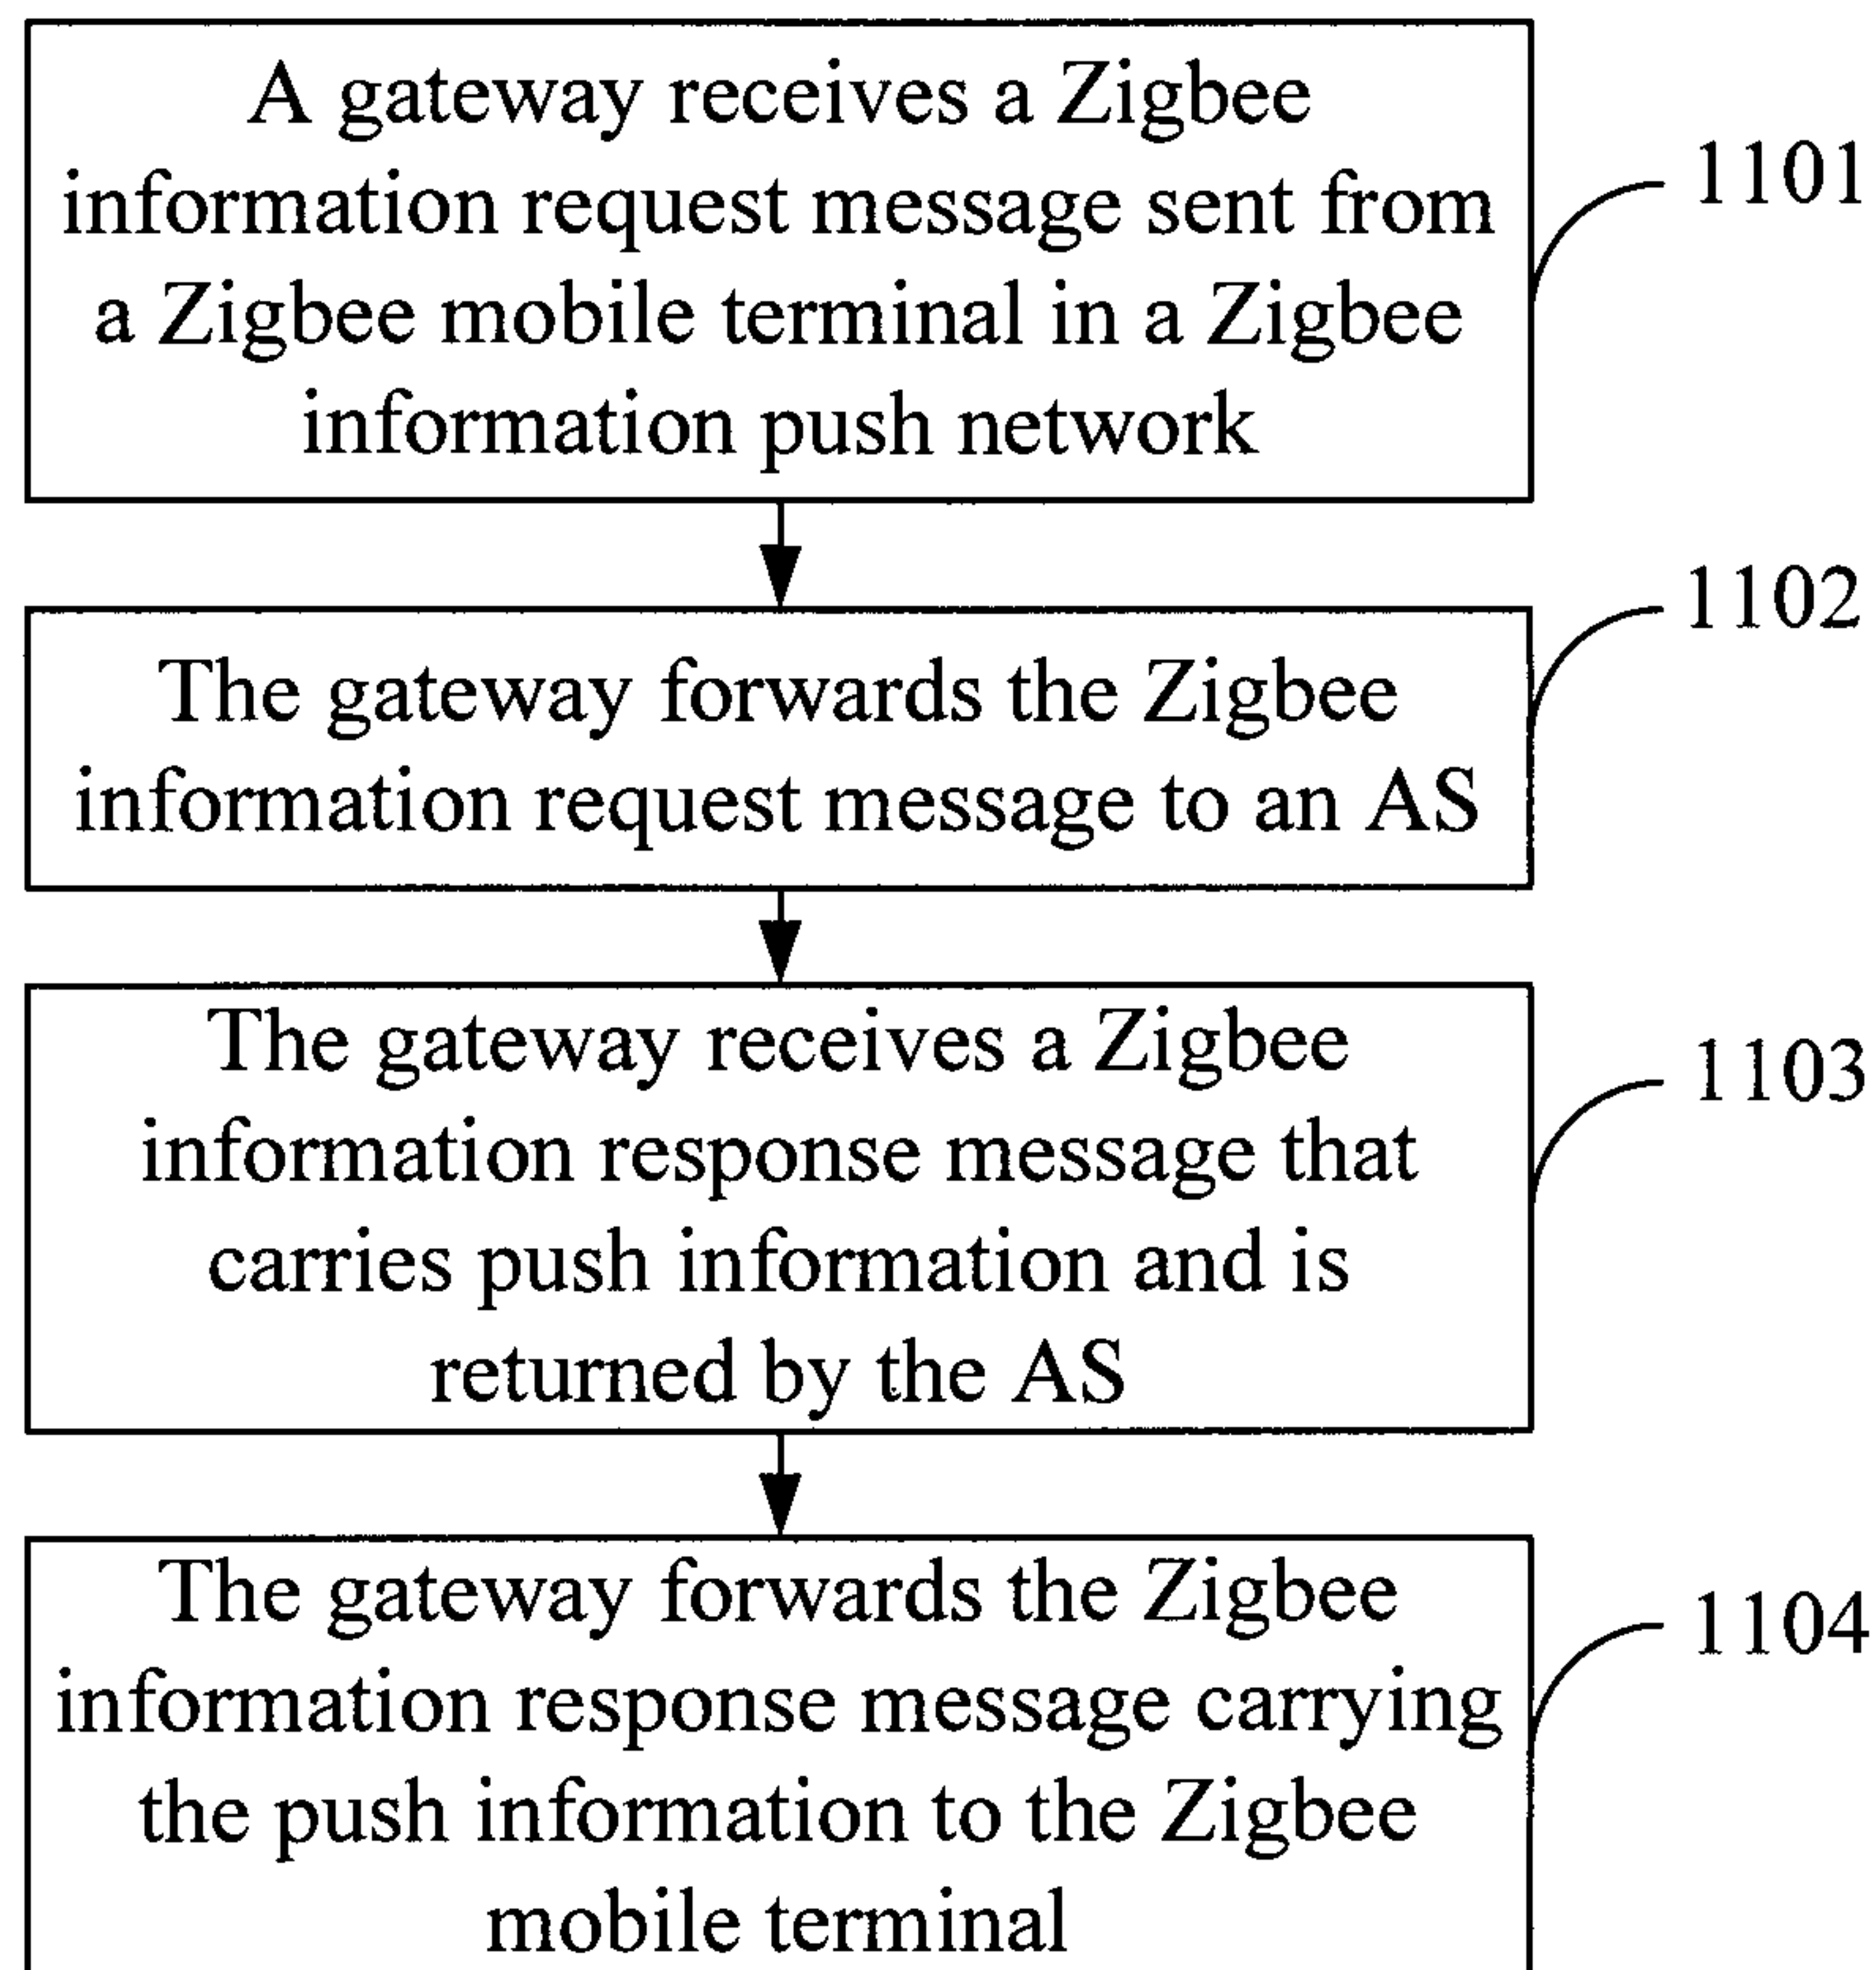 A gateway receives a Zigbee
information request message sent from
a Zigbee mobile terminal in a Zigbee
information push network
1101
The gateway forwards the Zigbee
information request message to an AS
1102
The gateway receives a Zigbee
information response message that
carries push information and is
returned by the AS
1103
The gateway forwards the Zigbee
information response message carrying
the push information to the Zigbee
mobile terminal
1104